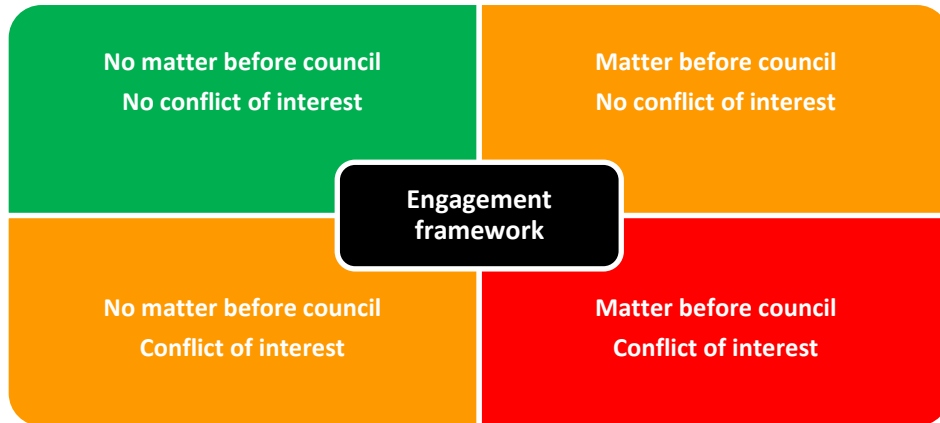 No matter before council
No conflict of interest
Matter before council
No conflict of interest
Engagement
framework
No matter before council
Conflict of interest
Matter before council
Conflict of interest